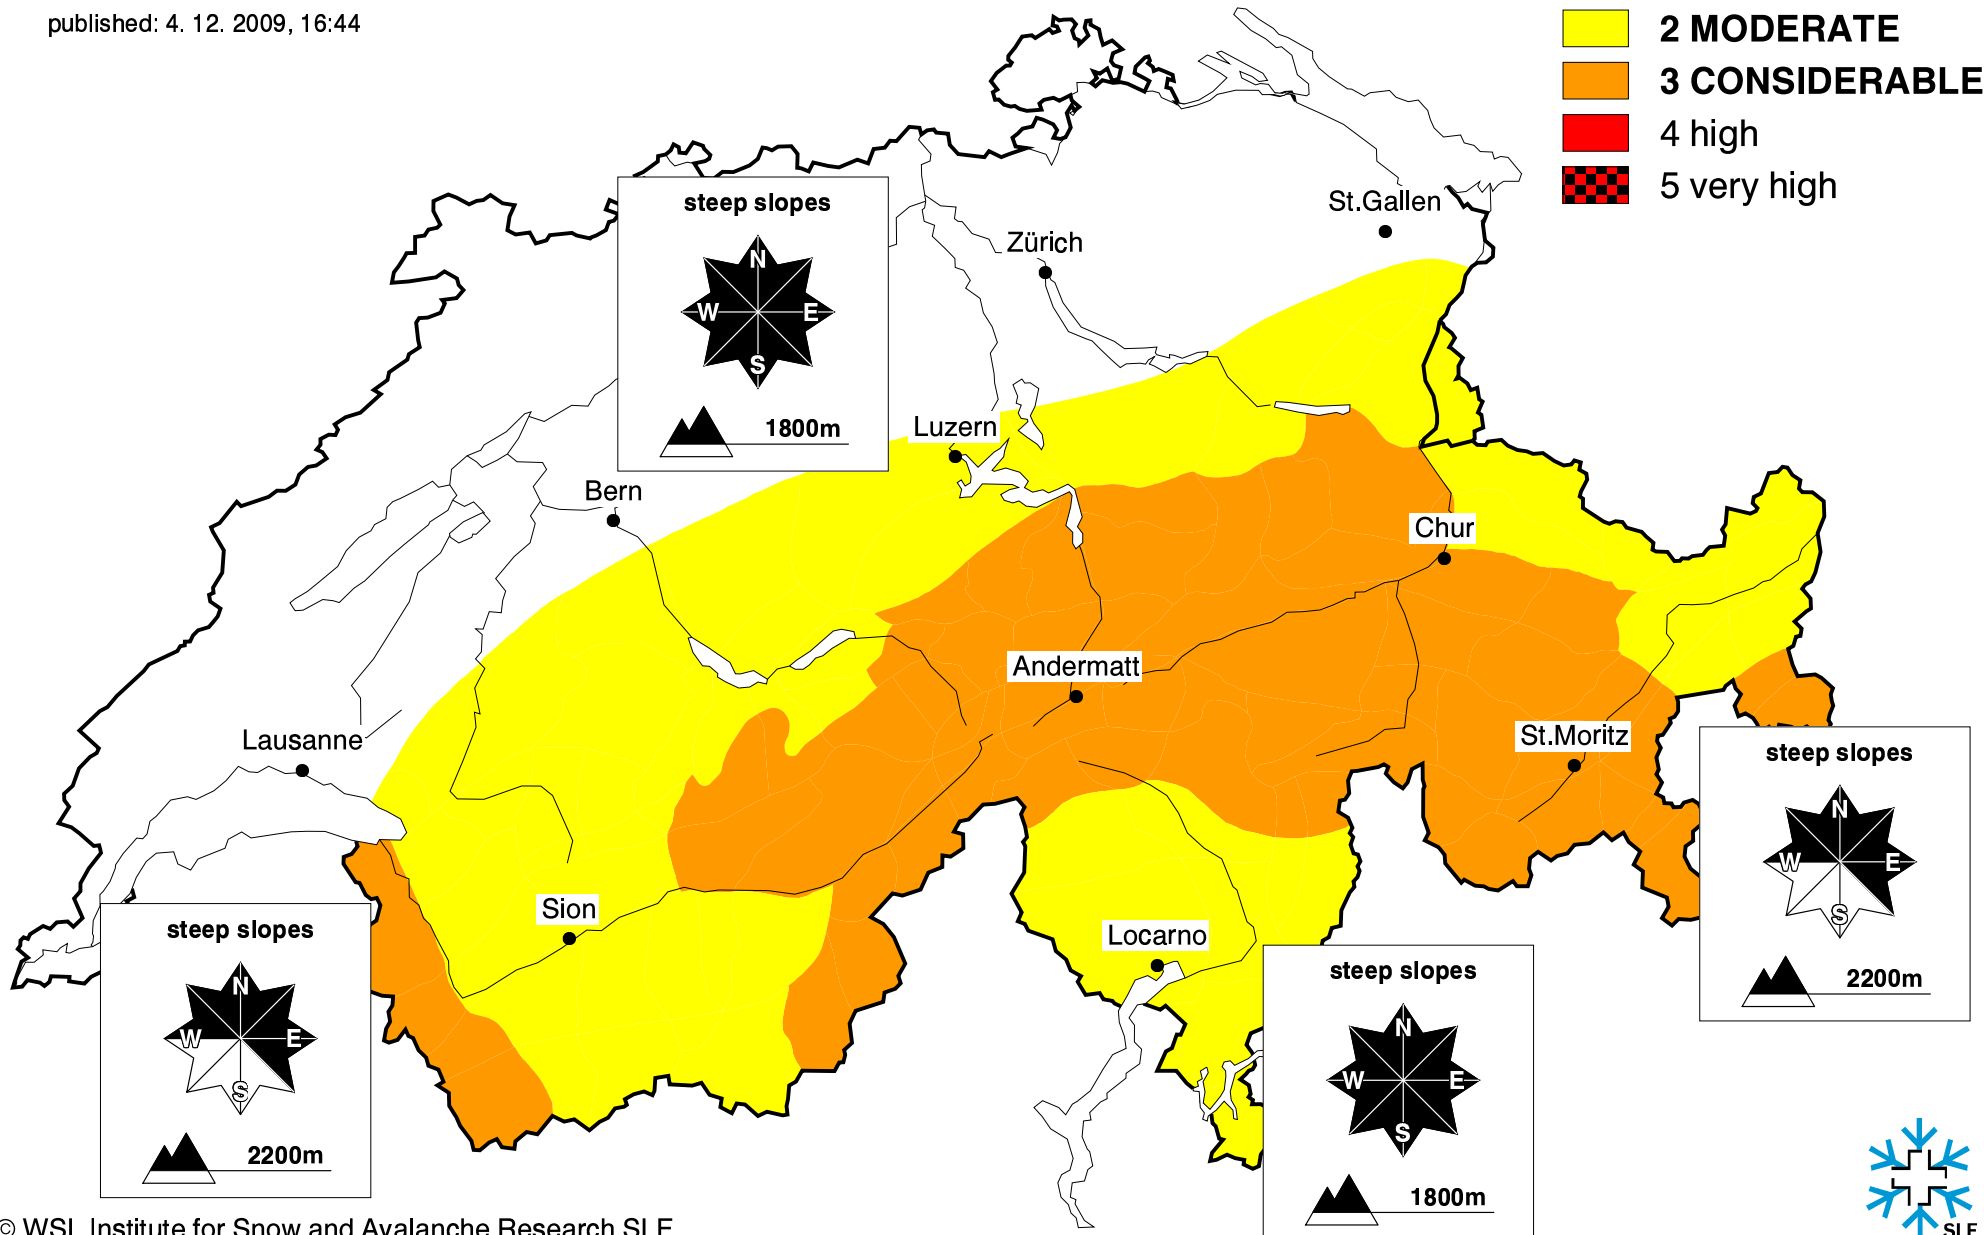 published: 4. 12. 2009, 16:44
2 MODERATE
3 CONSIDERABLE
4 high
5 very high
St.Gallen
Zürich
steep slopes
N
W E
S
1800m
Luzern
Bern
Chur
Andermatt
Lausanne
St.Moritz
steep slopes
N
W E
S
2200m
Sion
Locarno
steep slopes
N
W E
S
2200m
steep slopes
N
W E
S
1800m
© WSL Institute for Snow and Avalanche Research SLF
SLF